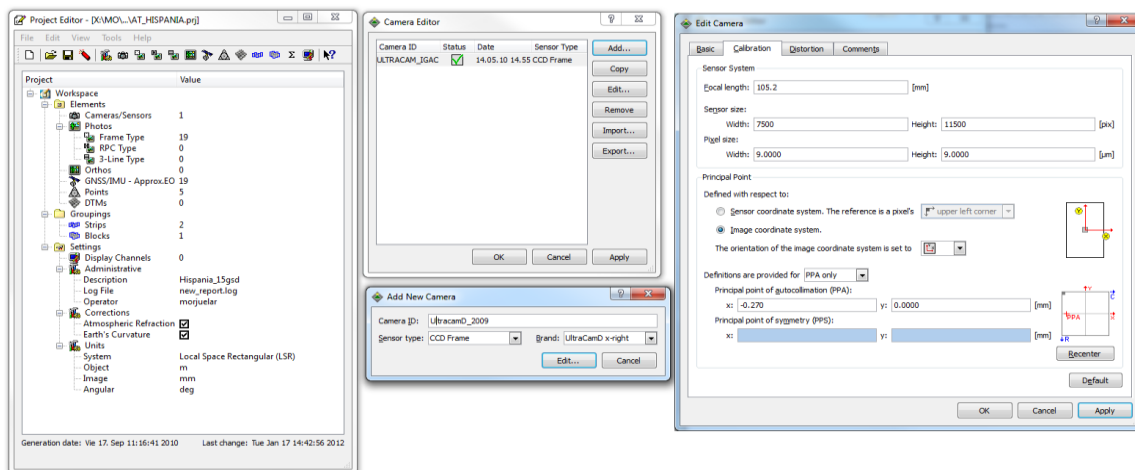 Project Editor - [X:\MO\...\AT_HISPANIA.prj]
File Edit View Tools Help
Project Value
Workspace
Elements
Cameras/Sensors 1
Photos
Frame Type 19
RPC Type 0
3-Line Type 0
Orthos 0
GNSS/IMU - Approx.EO 19
Points 5
DTMs 0
Groupings
Strips 2
Blocks 1
Settings
Display Channels 0
Administrative
Description Hispania_15gsd
Log File new_report.log
Operator morjuelar
Corrections
Atmospheric Refraction
Earth's Curvature
Units
System Local Space Rectangular (LSR)
Object m
Image mm
Angular deg
Generation date: Vie 17. Sep 11:16:41 2010 Last change: Tue Jan 17 14:42:56 2012
Camera Editor
Camera ID Status Date Sensor Type
ULTRACAM_IGAC 14.05.10 14.55 CCD Frame
Add...
Copy
Edit...
Remove
Import...
Export...
OK Cancel Apply
Add New Camera
Camera ID: UltracamD_2009
Sensor type: CCD Frame Brand: UltraCamD x-right
Edit... Cancel
Edit Camera
Basic Calibration Distortion Comments
Sensor System
Focal length: 105.2 [mm]
Sensor size:
Width: 7500 Height: 11500 [pix]
Pixel size:
Width: 9.0000 Height: 9.0000 [µm]
Principal Point
Defined with respect to:
Sensor coordinate system. The reference is a pixel's upper left corner
Image coordinate system.
The orientation of the image coordinate system is set to
Y
X
Definitions are provided for PPA only
Principal point of autocollimation (PPA):
x: -0.270 y: 0.0000 [mm]
Principal point of symmetry (PPS):
x: y: [mm]
Y
C
PPA
X
R
Recenter
Default
OK Cancel Apply